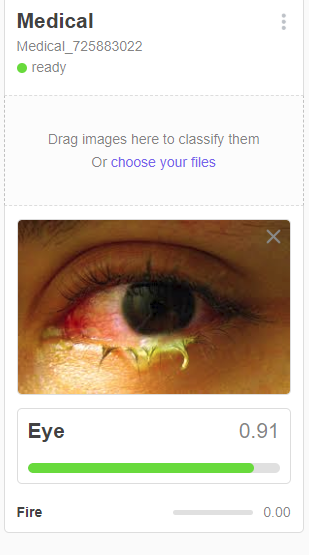 Medical
Medical_725883022
ready
Drag images here to classify them
Or choose your files
Eye 0.91
Fire 0.00